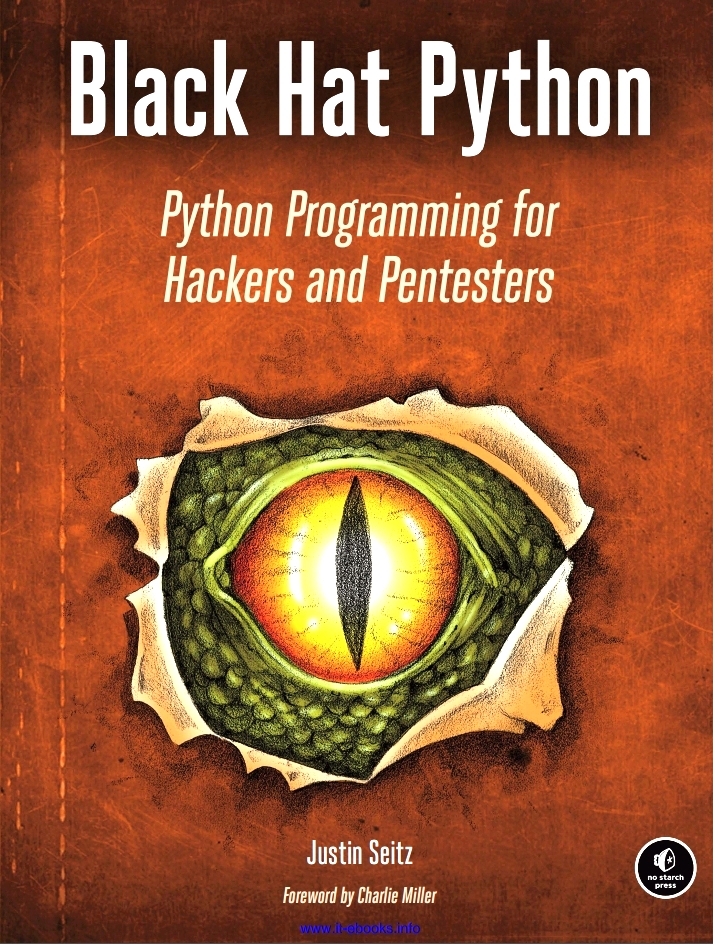 Black Hat Python
Python Programming for
Hackers and Pentesters
Justin Seitz
Foreword by Charlie Miller
no starch
press
www.it-ebooks.info